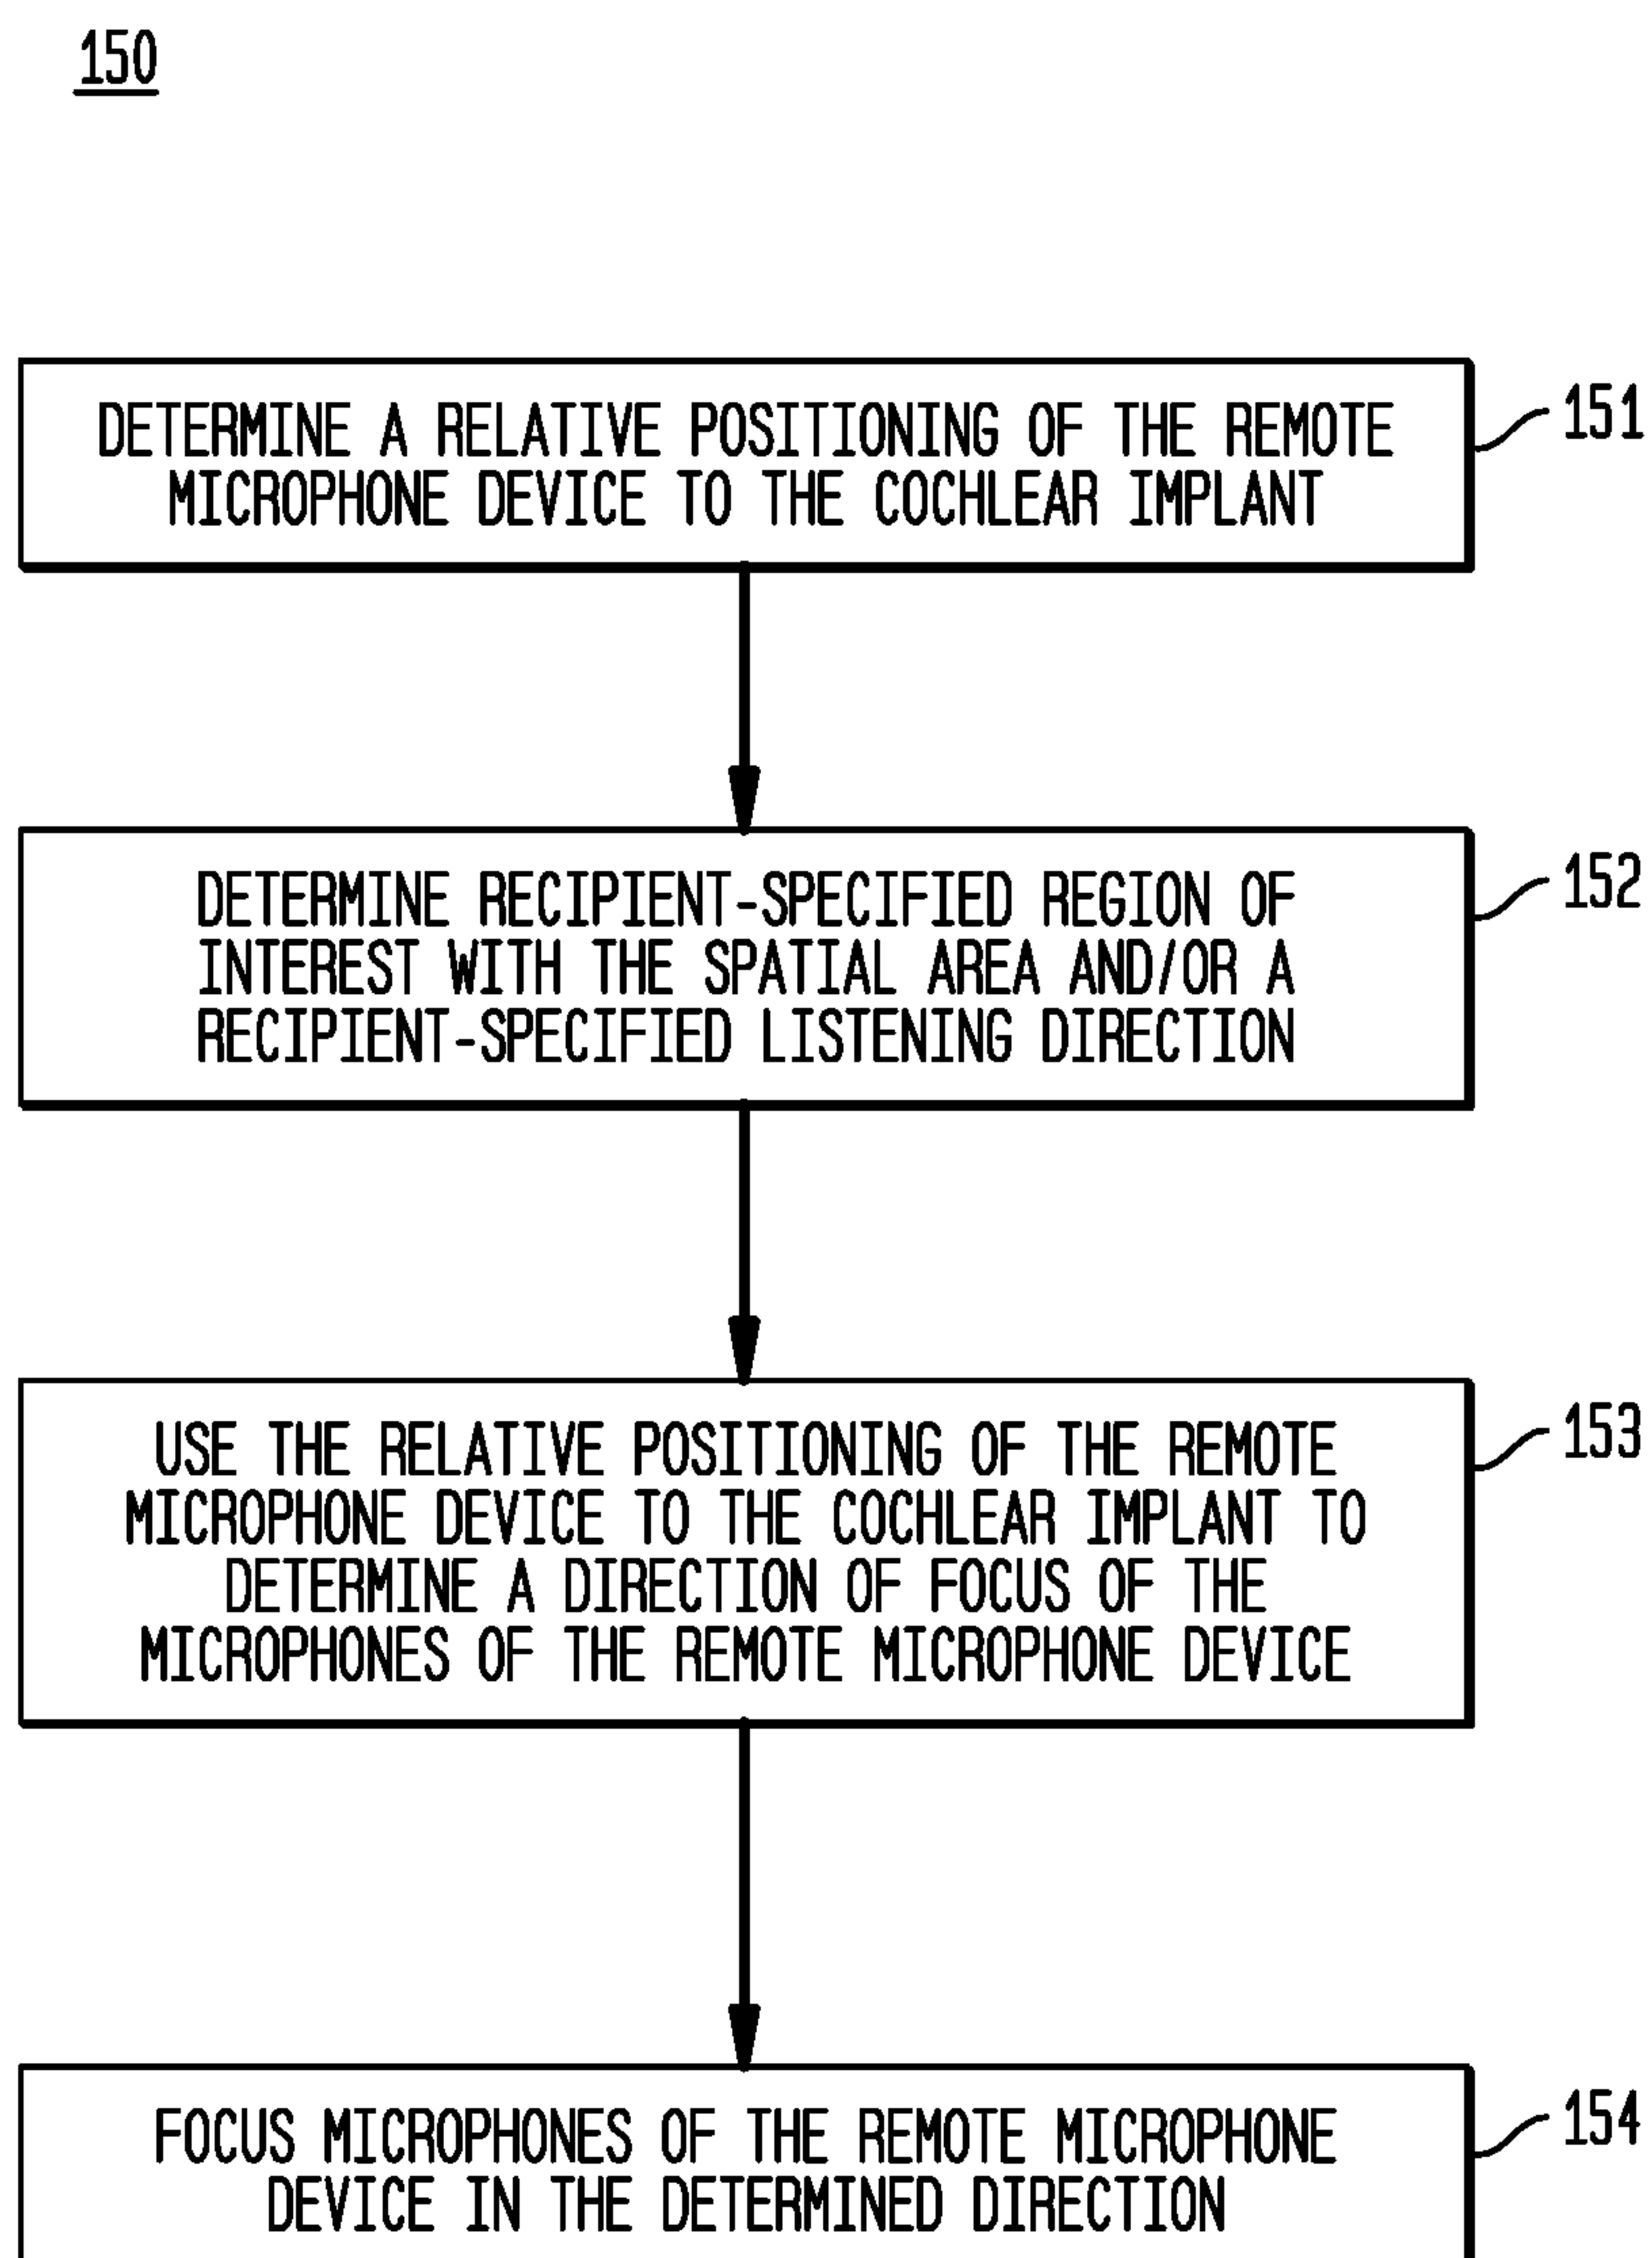 150
DETERMINE A RELATIVE POSITIONING OF THE REMOTE
MICROPHONE DEVICE TO THE COCHLEAR IMPLANT
151
DETERMINE RECIPIENT-SPECIFIED REGION OF
INTEREST WITH THE SPATIAL AREA AND/OR A
RECIPIENT-SPECIFIED LISTENING DIRECTION
152
USE THE RELATIVE POSITIONING OF THE REMOTE
MICROPHONE DEVICE TO THE COCHLEAR IMPLANT TO
DETERMINE A DIRECTION OF FOCUS OF THE
MICROPHONES OF THE REMOTE MICROPHONE DEVICE
153
FOCUS MICROPHONES OF THE REMOTE MICROPHONE
DEVICE IN THE DETERMINED DIRECTION
154